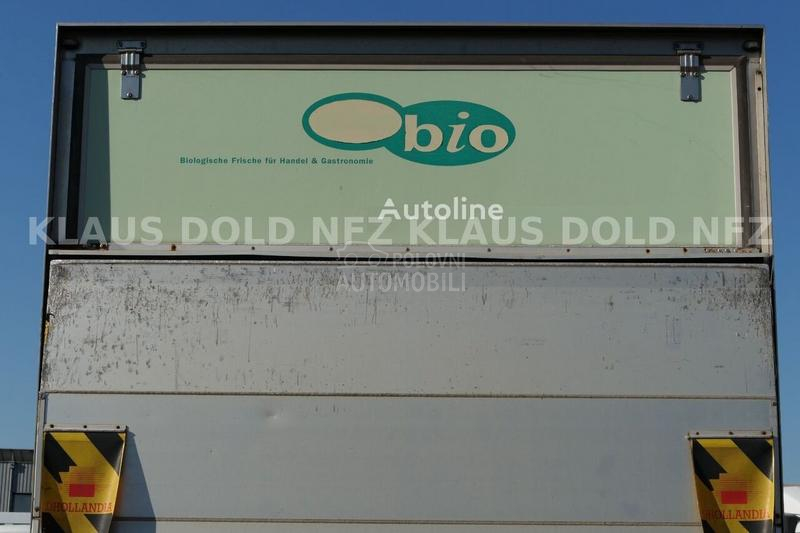 bio
Biologische Frische für Handel & Gastronomie
Autoline
KLAUS DOLD NFZ KLAUS DOLD NFZ
POLOVNI
AUTOMOBILI
DHOLLANDIA DHOLLANDIA